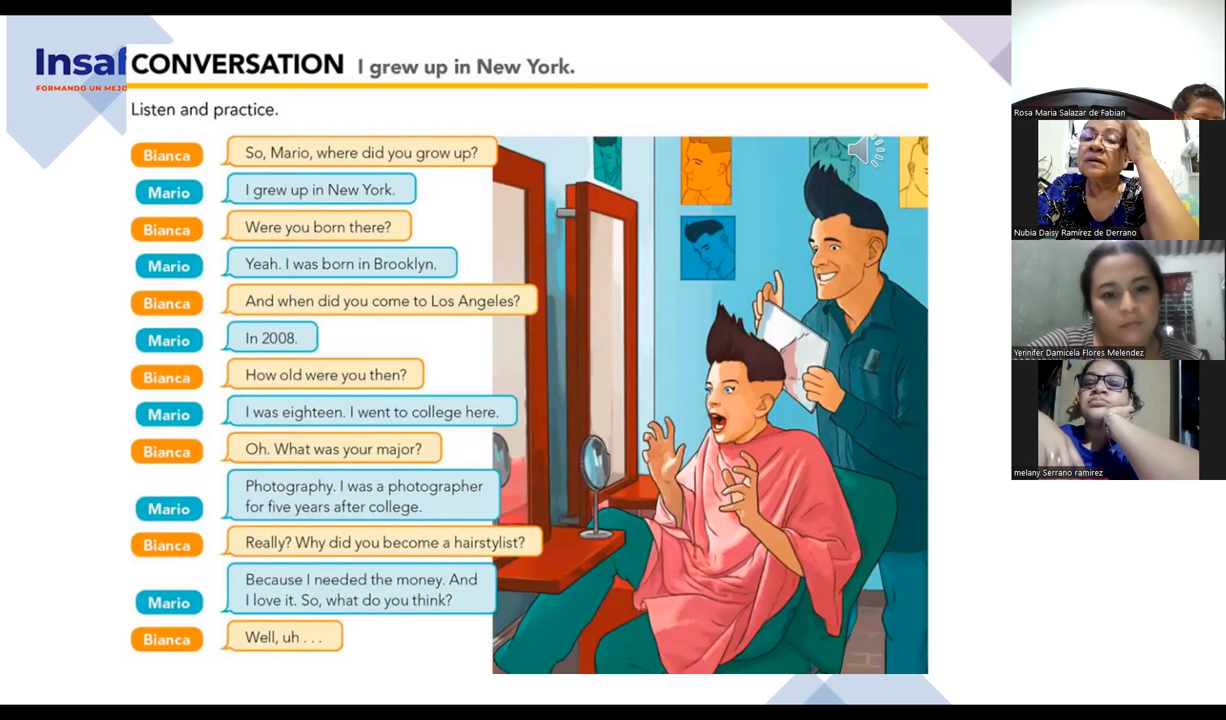 Insaf
FORMANDO UN MEJO
CONVERSATION I grew up in New York.
Listen and practice.
Bianca So, Mario, where did you grow up?
Mario I grew up in New York.
Bianca Were you born there?
Mario Yeah. I was born in Brooklyn.
Bianca And when did you come to Los Angeles?
Mario In 2008.
Bianca How old were you then?
Mario I was eighteen. I went to college here.
Bianca Oh. What was your major?
Mario Photography. I was a photographer
for five years after college.
Bianca Really? Why did you become a hairstylist?
Mario Because I needed the money. And
I love it. So, what do you think?
Bianca Well, uh . . .
Rosa Maria Salazar de Fabian
Nubia Daisy Ramírez de Derrano
Yennifer Damicela Flores Melendez
melany Serrano ramirez